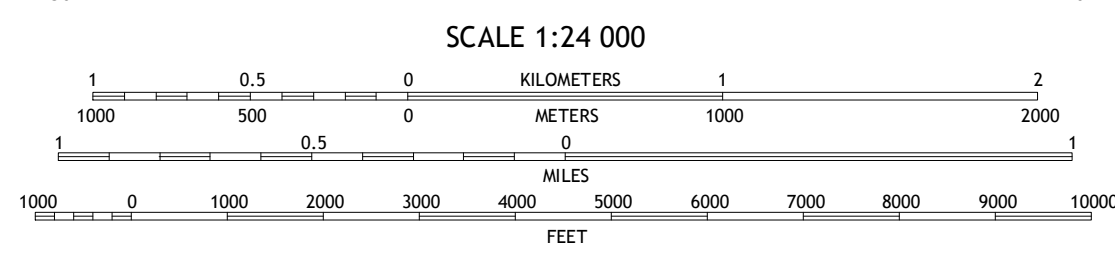 SCALE 1:24 000
1 0.5 0 KILOMETERS 1 2
1000 500 0 METERS 1000 2000
1 0.5 0 1
MILES
1000 0 1000 2000 3000 4000 5000 6000 7000 8000 9000 10000
FEET